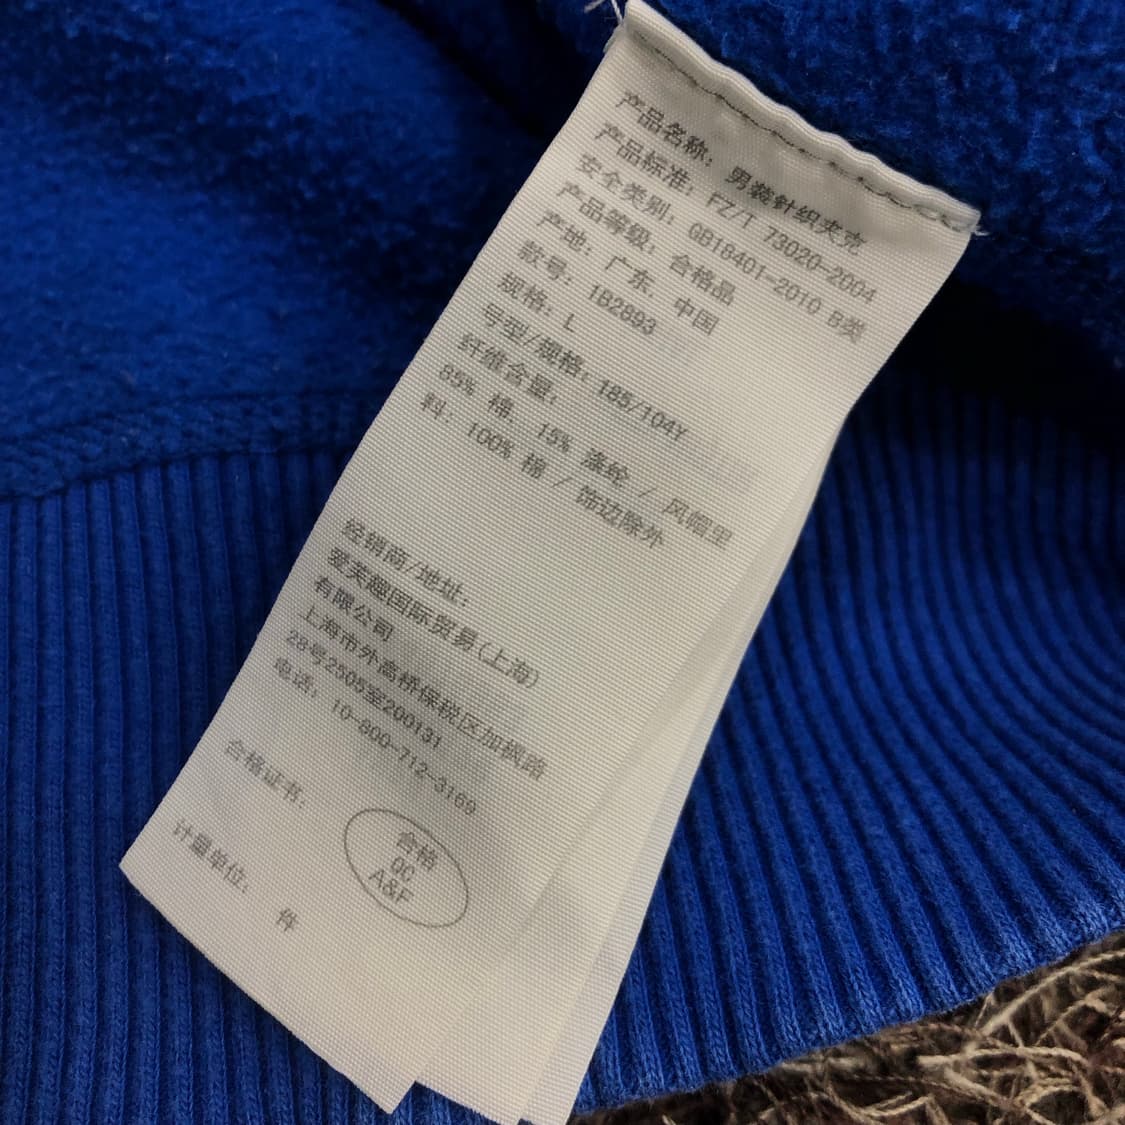 产品名称: 男装针织夹克
产品标准: FZ/T 73020-2004
安全类别: GB18401-2010 B类
产品等级: 合格品
产地: 广东, 中国
款号: 1B2893
规格: L
号型/规格: 185/104Y
纤维含量:
85% 棉, 15% 涤纶 / 风帽里
料: 100% 棉 / 饰边除外
经销商/地址:
爱芙趣国际贸易(上海)
有限公司
上海市外高桥保税区加枫路
28号2505至200131
电话: 10-800-712-3169
合格证书:
合格
QC
A&F
计量单位: 件